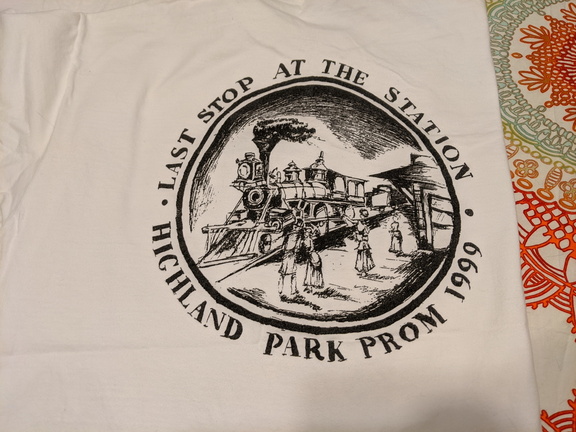 LAST STOP AT THE STATION
HIGHLAND PARK PROM 1999